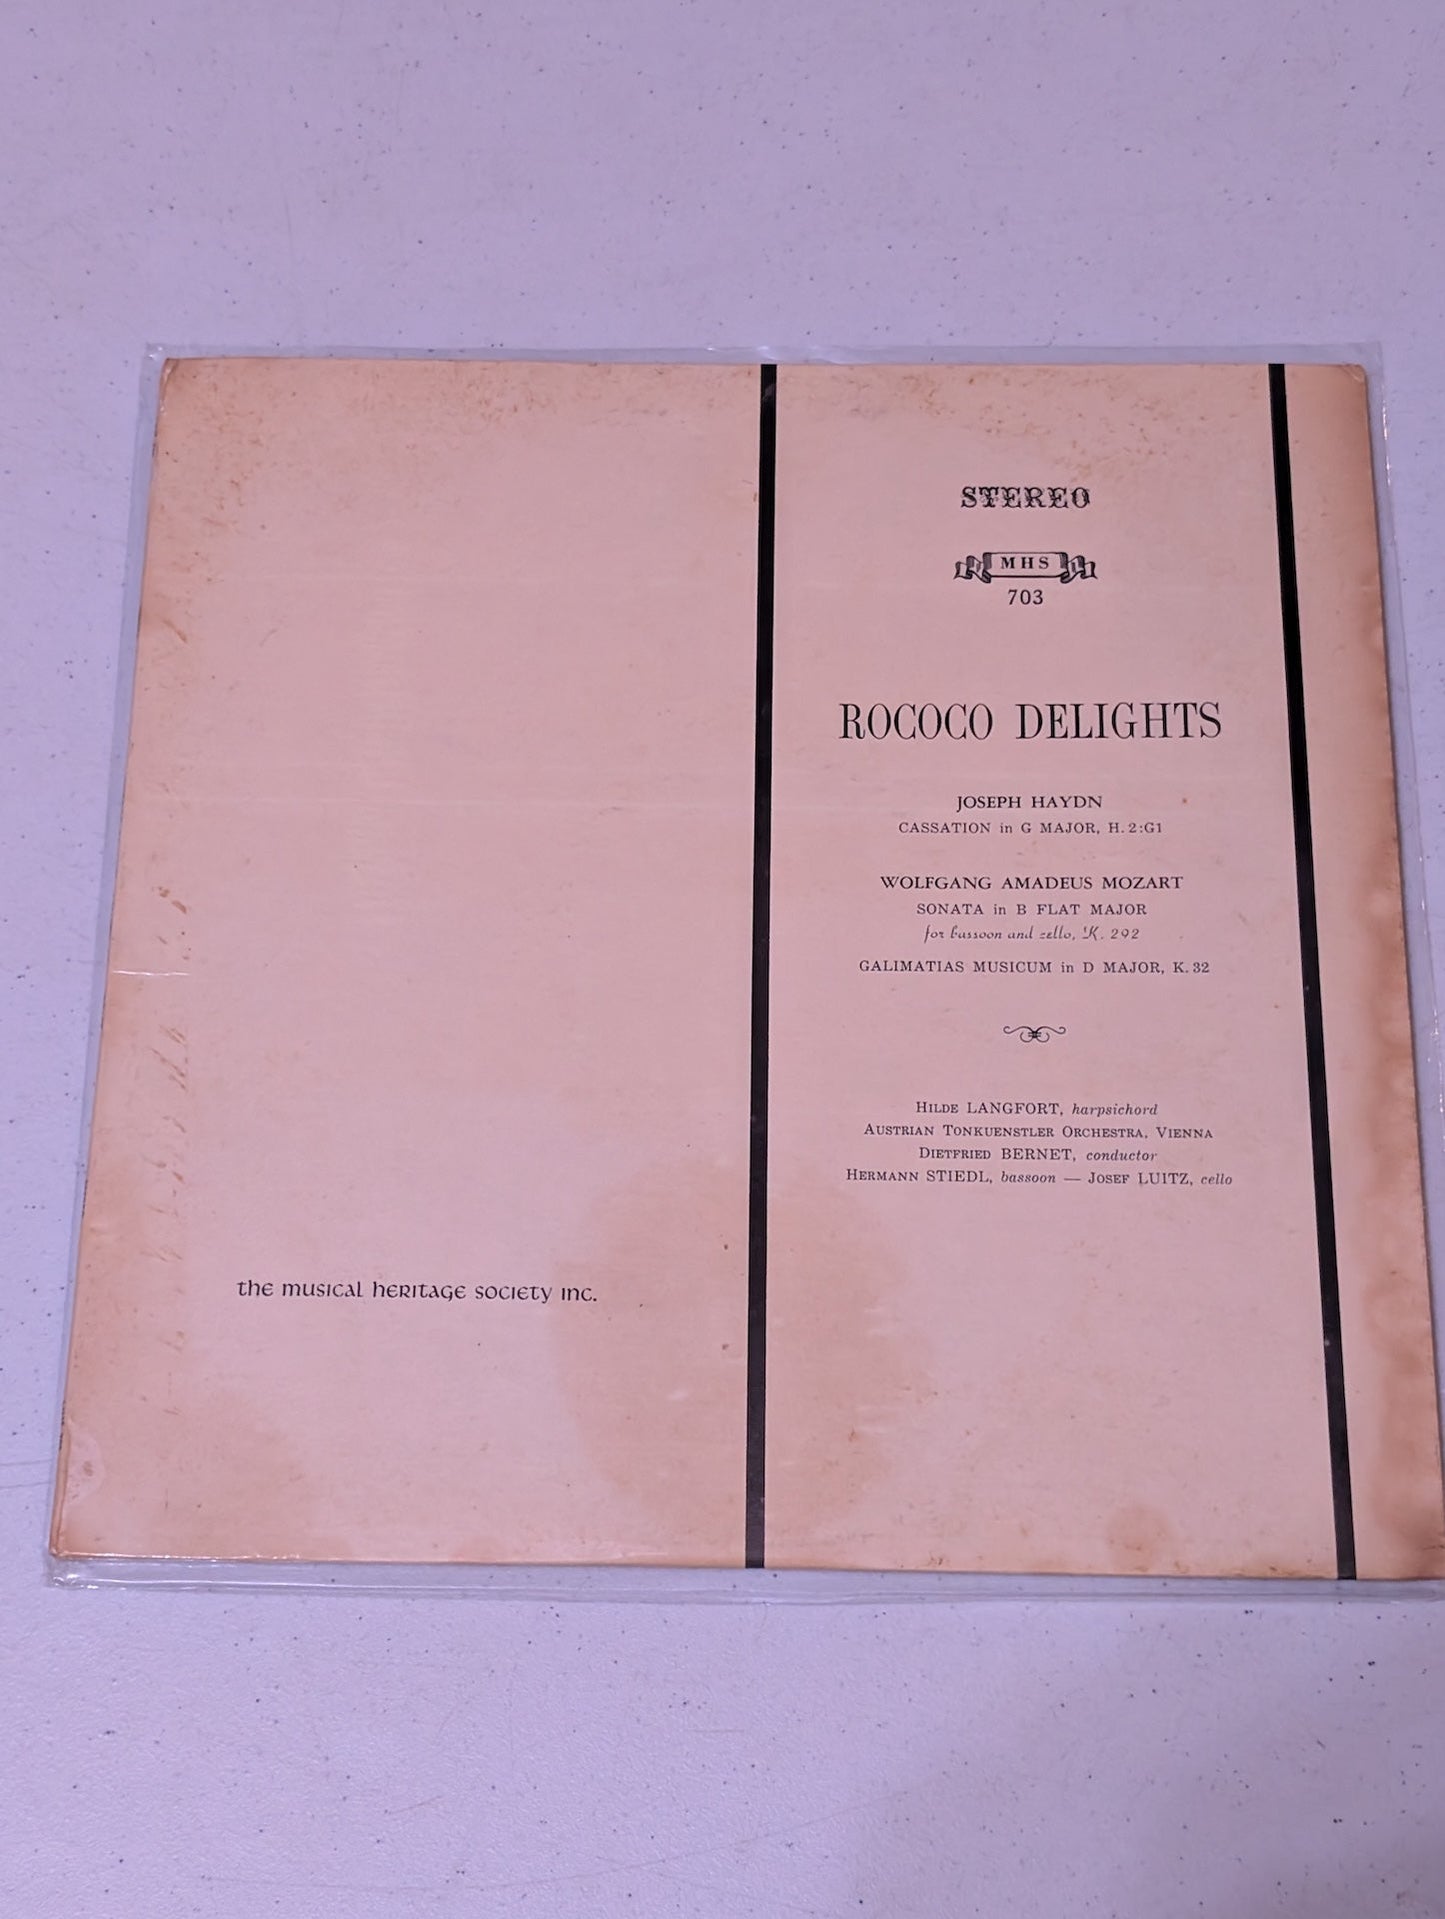 STEREO
MHS
703
ROCOCO DELIGHTS
JOSEPH HAYDN
CASSATION in G MAJOR, H. 2:G1
WOLFGANG AMADEUS MOZART
SONATA in B FLAT MAJOR
for bassoon and cello, K. 292
GALIMATIAS MUSICUM in D MAJOR, K. 32
HILDE LANGFORT, harpsichord
AUSTRIAN TONKUENSTLER ORCHESTRA, VIENNA
DIETFRIED BERNET, conductor
HERMANN STIEDL, bassoon — JOSEF LUITZ, cello
the musical heritage society inc.